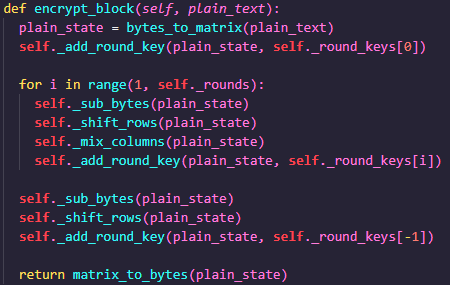 def encrypt_block(self, plain_text):
plain_state = bytes_to_matrix(plain_text)
self._add_round_key(plain_state, self._round_keys[0])
for i in range(1, self._rounds):
self._sub_bytes(plain_state)
self._shift_rows(plain_state)
self._mix_columns(plain_state)
self._add_round_key(plain_state, self._round_keys[i])
self._sub_bytes(plain_state)
self._shift_rows(plain_state)
self._add_round_key(plain_state, self._round_keys[-1])
return matrix_to_bytes(plain_state)